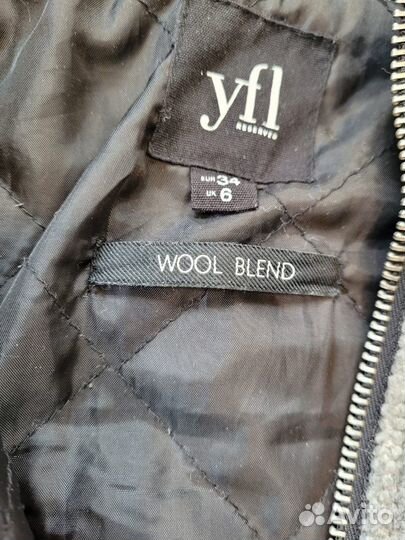 yfl
RESERVED
EUR 34
UK 6
WOOL BLEND
Avito